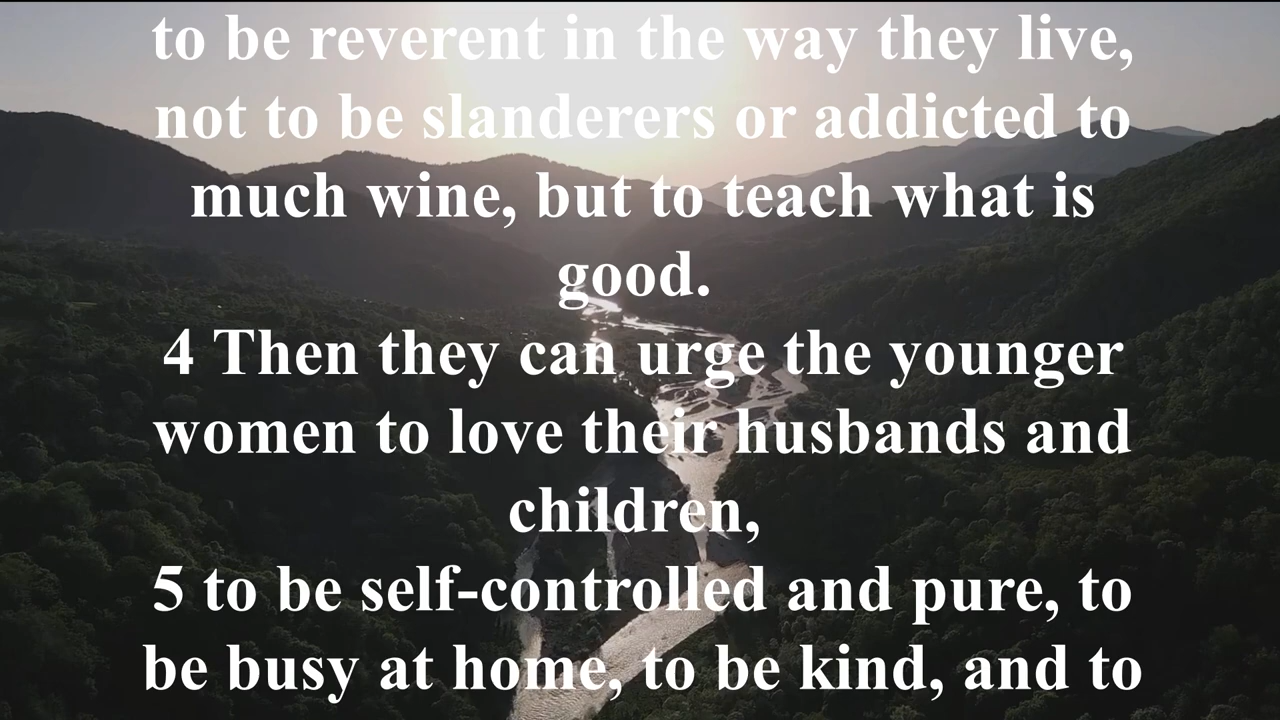 to be reverent in the way they live,
not to be slanderers or addicted to
much wine, but to teach what is
good.
4 Then they can urge the younger
women to love their husbands and
children,
5 to be self-controlled and pure, to
be busy at home, to be kind, and to